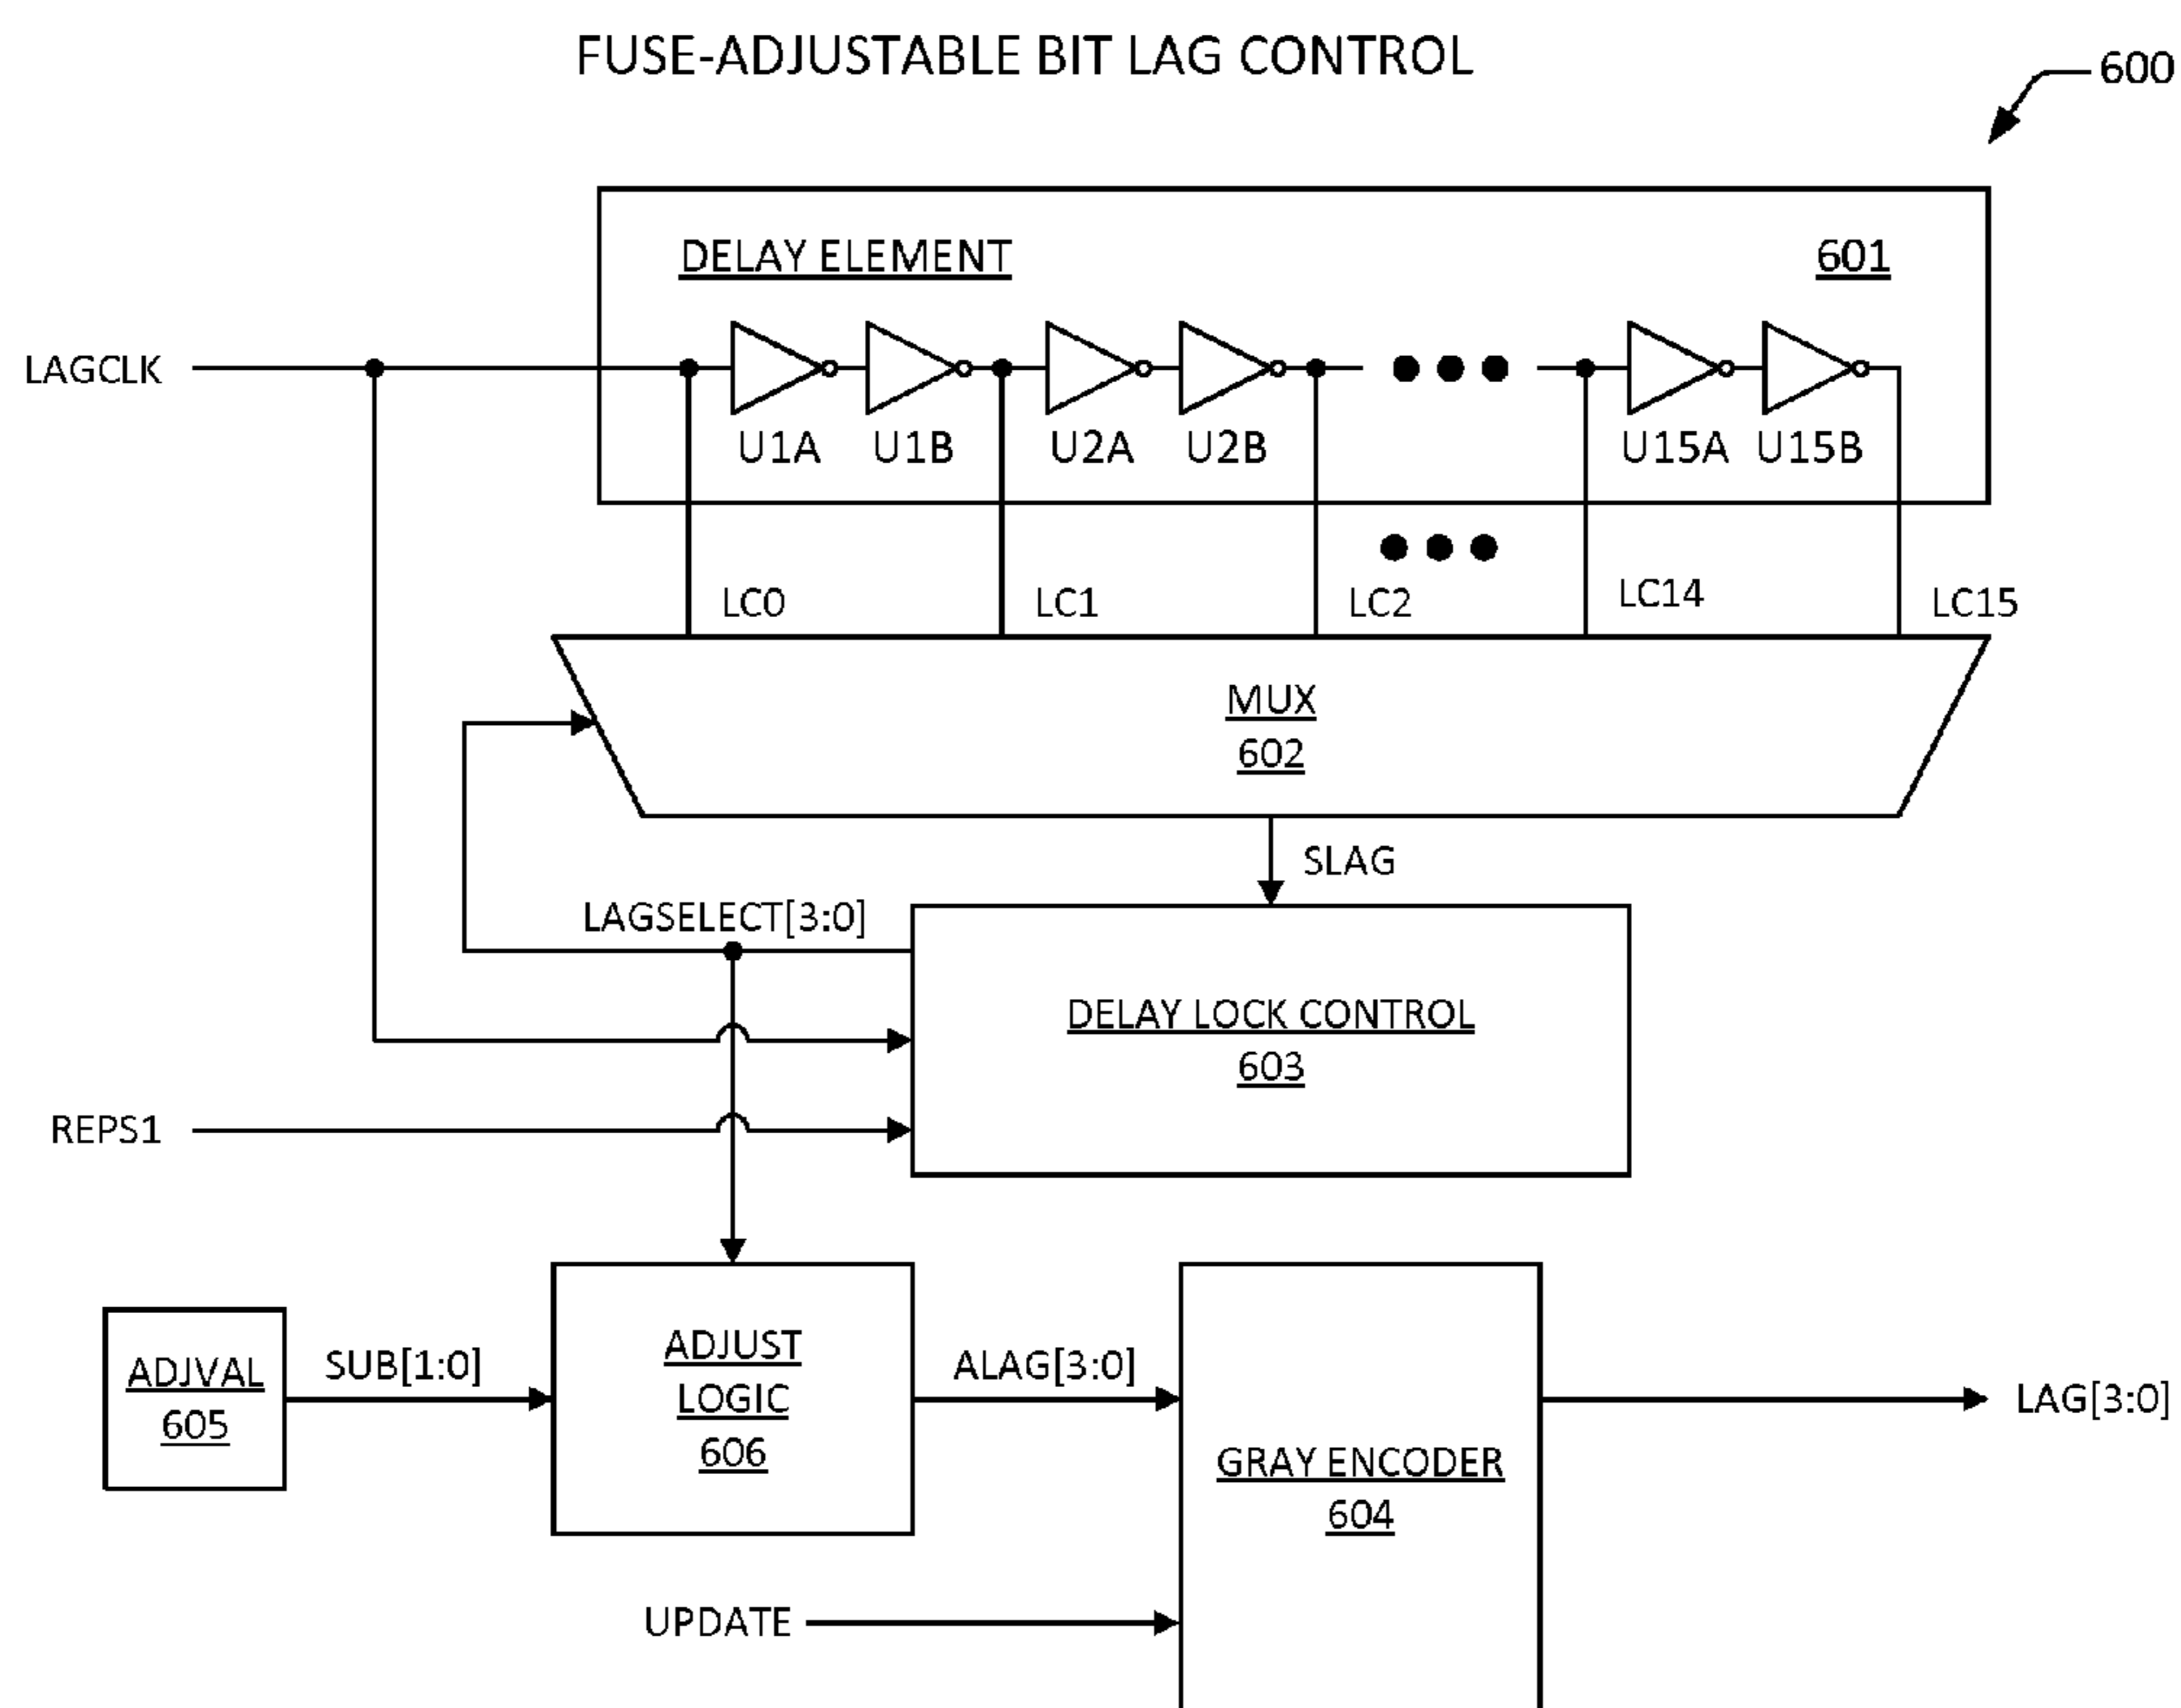 FUSE-ADJUSTABLE BIT LAG CONTROL
600
DELAY ELEMENT
601
LAGCLK
U1A
U1B
U2A
U2B
U15A
U15B
LC0
LC1
LC2
LC14
LC15
MUX
602
SLAG
LAGSELECT[3:0]
DELAY LOCK CONTROL
603
REPS1
ADJVAL
605
SUB[1:0]
ADJUST
LOGIC
606
ALAG[3:0]
GRAY ENCODER
604
LAG[3:0]
UPDATE